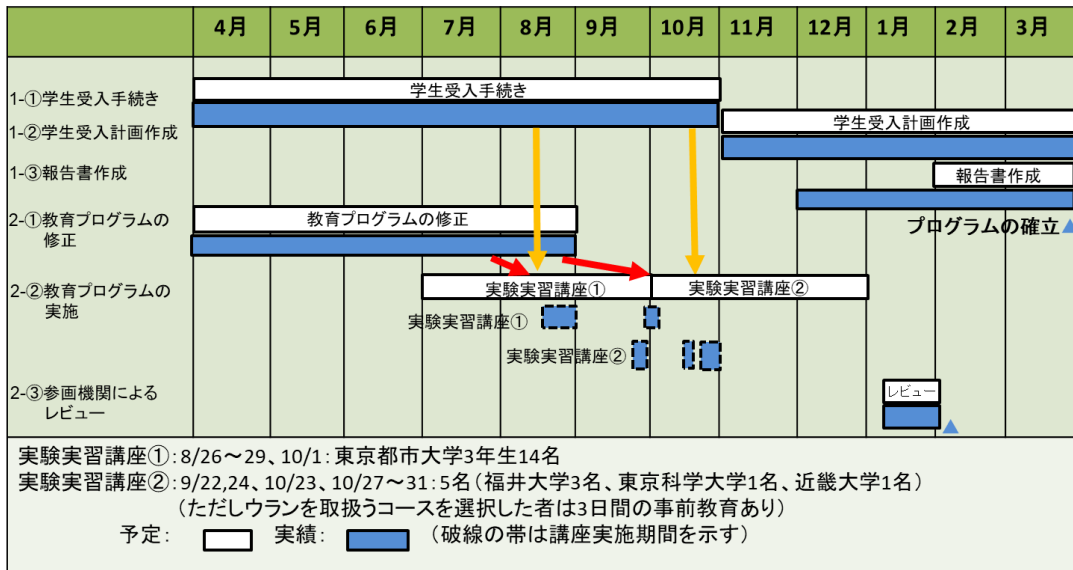 4月 5月 6月 7月 8月 9月 10月 11月 12月 1月 2月 3月
学生受入手続き
1-①学生受入手続き
学生受入計画作成
1-②学生受入計画作成
報告書作成
1-③報告書作成
教育プログラムの修正
2-①教育プログラムの
修正
プログラムの確立
2-②教育プログラムの
実施
実験実習講座① 実験実習講座②
実験実習講座①
実験実習講座②
2-③参画機関による
レビュー
レビュー
実験実習講座①:8/26～29、10/1:東京都市大学3年生14名
実験実習講座②:9/22,24、10/23、10/27～31:5名(福井大学3名、東京科学大学1名、近畿大学1名)
(ただしウランを取扱うコースを選択した者は3日間の事前教育あり)
予定: 実績: (破線の帯は講座実施期間を示す)